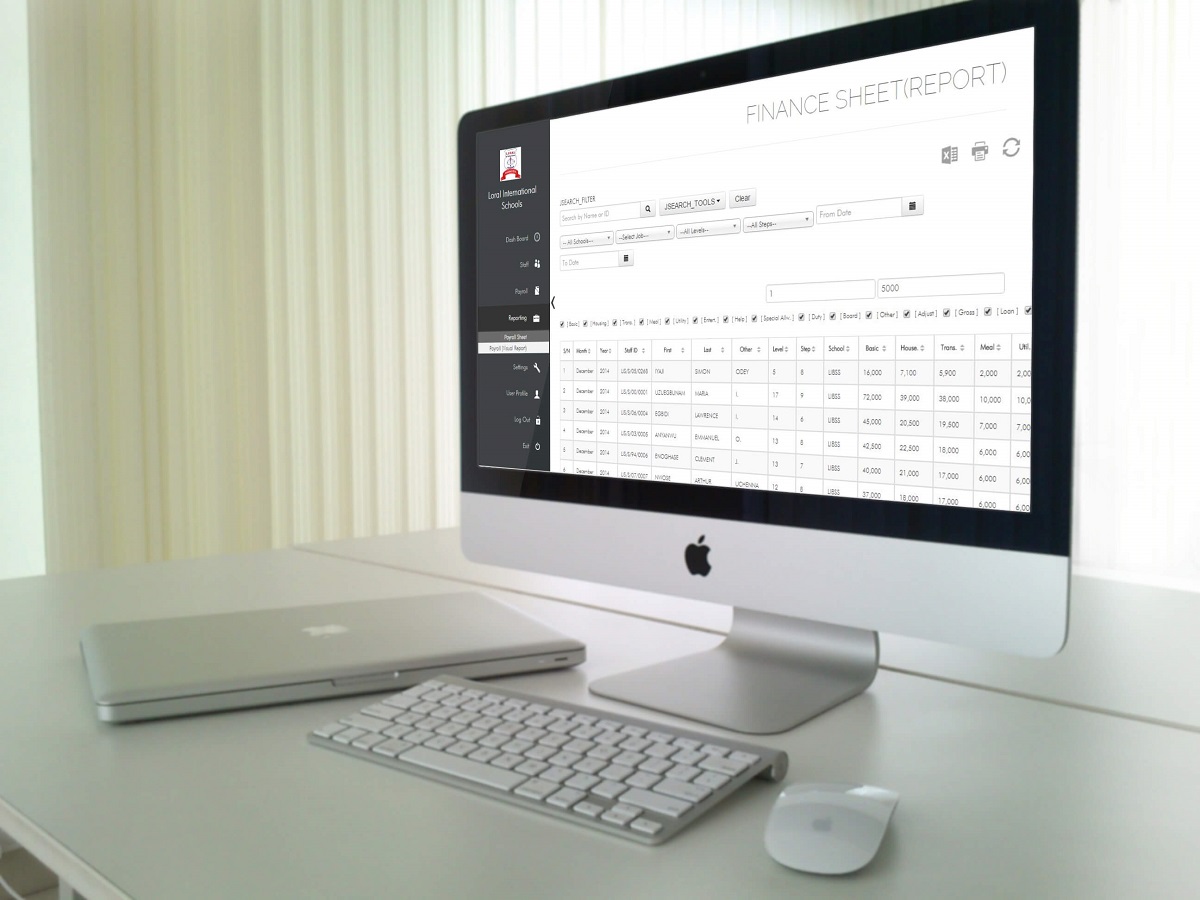 FINANCE SHEET(REPORT)
LORAL
Loral International
Schools
JSEARCH_FILTER
Search by Name or ID
JSEARCH_TOOLS
Clear
-- All Schools---
--Select Job---
--All Levels--
--All Steps---
From Date
To Date
Dash Board
Staff
Payroll
Reporting
Payroll Sheet
Payroll (Visual Report)
Settings
User Profile
Log Out
Exit
1 5000
[ Basic] [ Housing ] [ Trans. ] [ Meal ] [ Utility ] [ Entert. ] [ Help ] [ Special Allw. ] [ Duty ] [ Board ] [ Other ] [ Adjust ] [ Gross ] [ Loan ]
S/N Month Year Staff ID First Last Other Level Step School Basic House. Trans. Meal Util.
1 December 2014 LIS/S/05/0265 IYAJI SIMON ODEY 5 8 LIBSS 16,000 7,100 5,900 2,000 2,00
2 December 2014 LIS/S/00/0001 UZUEGBUNAM MARIA I. 17 9 LIBSS 72,000 39,000 38,000 10,000 10,0
3 December 2014 LIS/S/06/0004 EGBIDI LAWRENCE I. 14 6 LIBSS 45,000 20,500 19,500 7,000 7,00
4 December 2014 LIS/S/03/0005 ANYANWU EMMANUEL O. 13 8 LIBSS 42,500 22,500 18,000 6,000 6,00
5 December 2014 LIS/S/94/0006 ENOGHASE CLEMENT J. 13 7 LIBSS 40,000 21,000 17,000 6,000 6,00
6 December 2014 LIS/S/07/0007 NWOSE ARTHUR UCHENNA 12 8 LIBSS 37,000 18,000 17,000 6,000 6,00